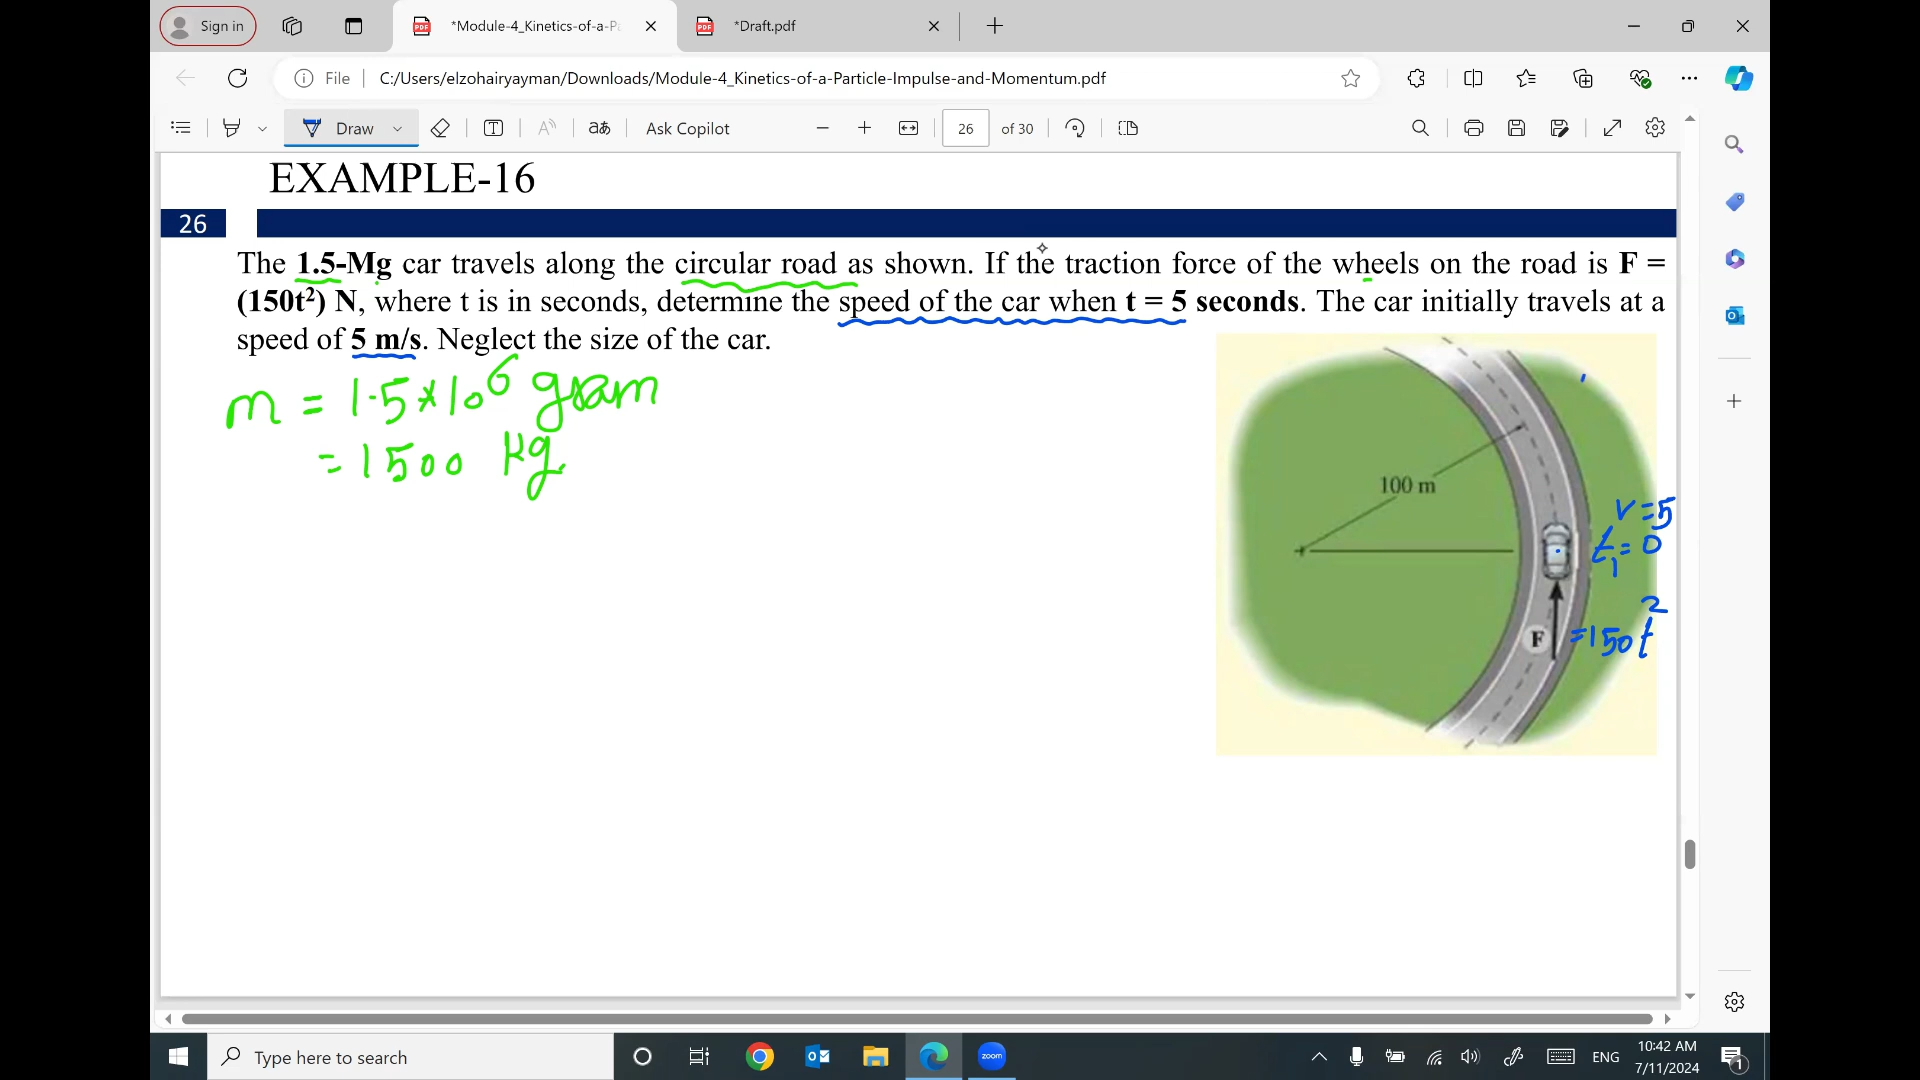 Sign in
*Module-4_Kinetics-of-a-Pa
*Draft.pdf
File
C:/Users/elzohairyayman/Downloads/Module-4_Kinetics-of-a-Particle-Impulse-and-Momentum.pdf
Draw
Ask Copilot
26
of 30
EXAMPLE-16
26
The 1.5-Mg car travels along the circular road as shown. If the traction force of the wheels on the road is F =
(150t²) N, where t is in seconds, determine the speed of the car when t = 5 seconds. The car initially travels at a
speed of 5 m/s. Neglect the size of the car.
m = 1.5*10⁶ gram
= 1500 kg
100 m
v=5
t₁=0
F
=150t²
Type here to search
zoom
ENG
10:42 AM
7/11/2024
1